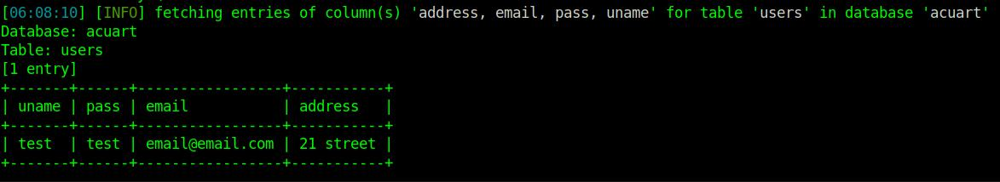 [06:08:10] [INFO] fetching entries of column(s) 'address, email, pass, uname' for table 'users' in database 'acuart'
Database: acuart
Table: users
[1 entry]
+-------+------+-----------------+-----------+
| uname | pass | email           | address   |
+-------+------+-----------------+-----------+
| test  | test | email@email.com | 21 street |
+-------+------+-----------------+-----------+